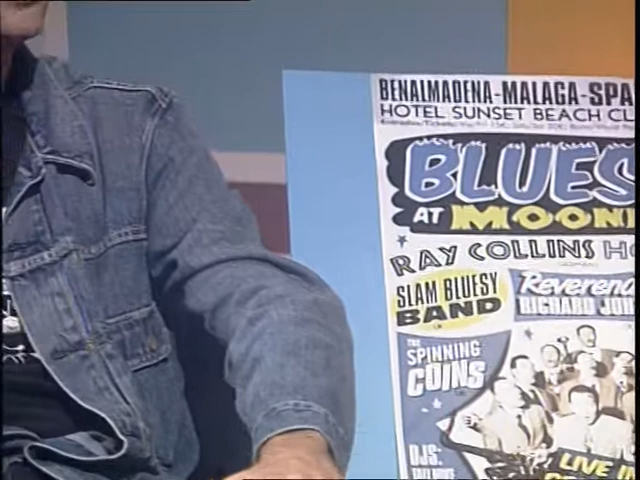 BENALMADENA-MALAGA-SPA
HOTEL SUNSET BEACH CL
BLUES
AT MOON
RAY COLLINS HO
SLAM BLUESY
BAND
Reverend
RICHARD JOH
THE
SPINNING
COINS
DJS:
LIVE I